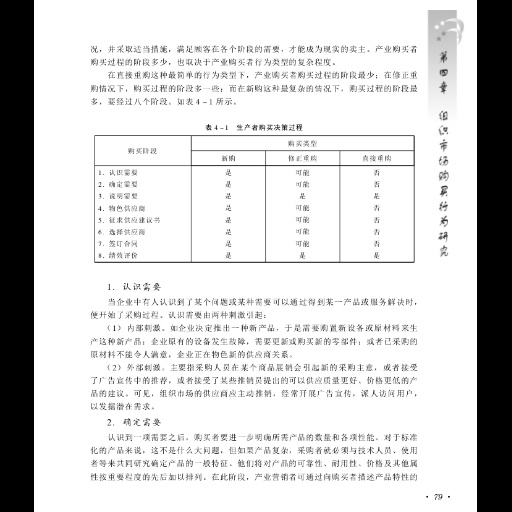 况，并采取适当措施，满足顾客在各个阶段的需要，才能成为现实的卖主。产业购买者
购买过程的阶段多少，也取决于产业购买者行为类型的复杂程度。
在直接重购这种最简单的行为类型下，产业购买者购买过程的阶段最少；在修正重
购情况下，购买过程的阶段多一些；而在新购这种最复杂的情况下，购买过程的阶段最
多，要经过八个阶段。如表 4－1 所示。
表 4－1 生产者购买决策过程
购买阶段 购买类型
新购 修正重购 直接重购
1．认识需要 是 可能 否
2．确定需要 是 可能 否
3．说明需要 是 是 是
4．物色供应商 是 可能 否
5．征求供应建议书 是 可能 否
6．选择供应商 是 可能 否
7．签订合同 是 可能 否
8．绩效评价 是 是 是
1．认识需要
当企业中有人认识到了某个问题或某种需要可以通过得到某一产品或服务解决时，
便开始了采购过程。认识需要由两种刺激引起：
（1）内部刺激。如企业决定推出一种新产品，于是需要购置新设备或原材料来生
产这种新产品；企业原有的设备发生故障，需要更新或购买新的零部件；或者已采购的
原材料不能令人满意，企业正在物色新的供应商关系。
（2）外部刺激。主要指采购人员在某个商品展销会引起新的采购主意，或者接受
了广告宣传中的推荐，或者接受了某些推销员提出的可以供应质量更好、价格更低的产
品的建议。可见，组织市场的供应商应主动推销，经常开展广告宣传，派人访问用户，
以发掘潜在需求。
2．确定需要
认识到一项需要之后，购买者要进一步明确所需产品的数量和各项性能。对于标准
化的产品来说，这不是什么大问题，但如果产品复杂，采购者就必须与技术人员、使用
者等来共同研究确定产品的一般特征。他们将对产品的可靠性、耐用性、价格及其他属
性按重要程度的先后加以排列。在此阶段，产业营销者可通过向购买者描述产品特性的
第四章 组织市场购买行为研究
· 79 ·